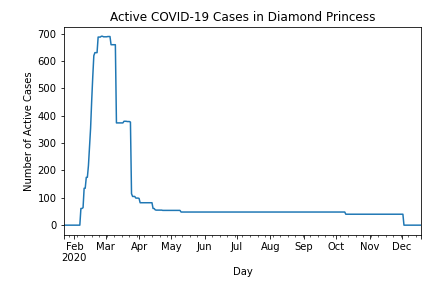 Active COVID-19 Cases in Diamond Princess
700
600
500
400
300
200
100
0
Number of Active Cases
Feb Mar Apr May Jun Jul Aug Sep Oct Nov Dec
2020
Day